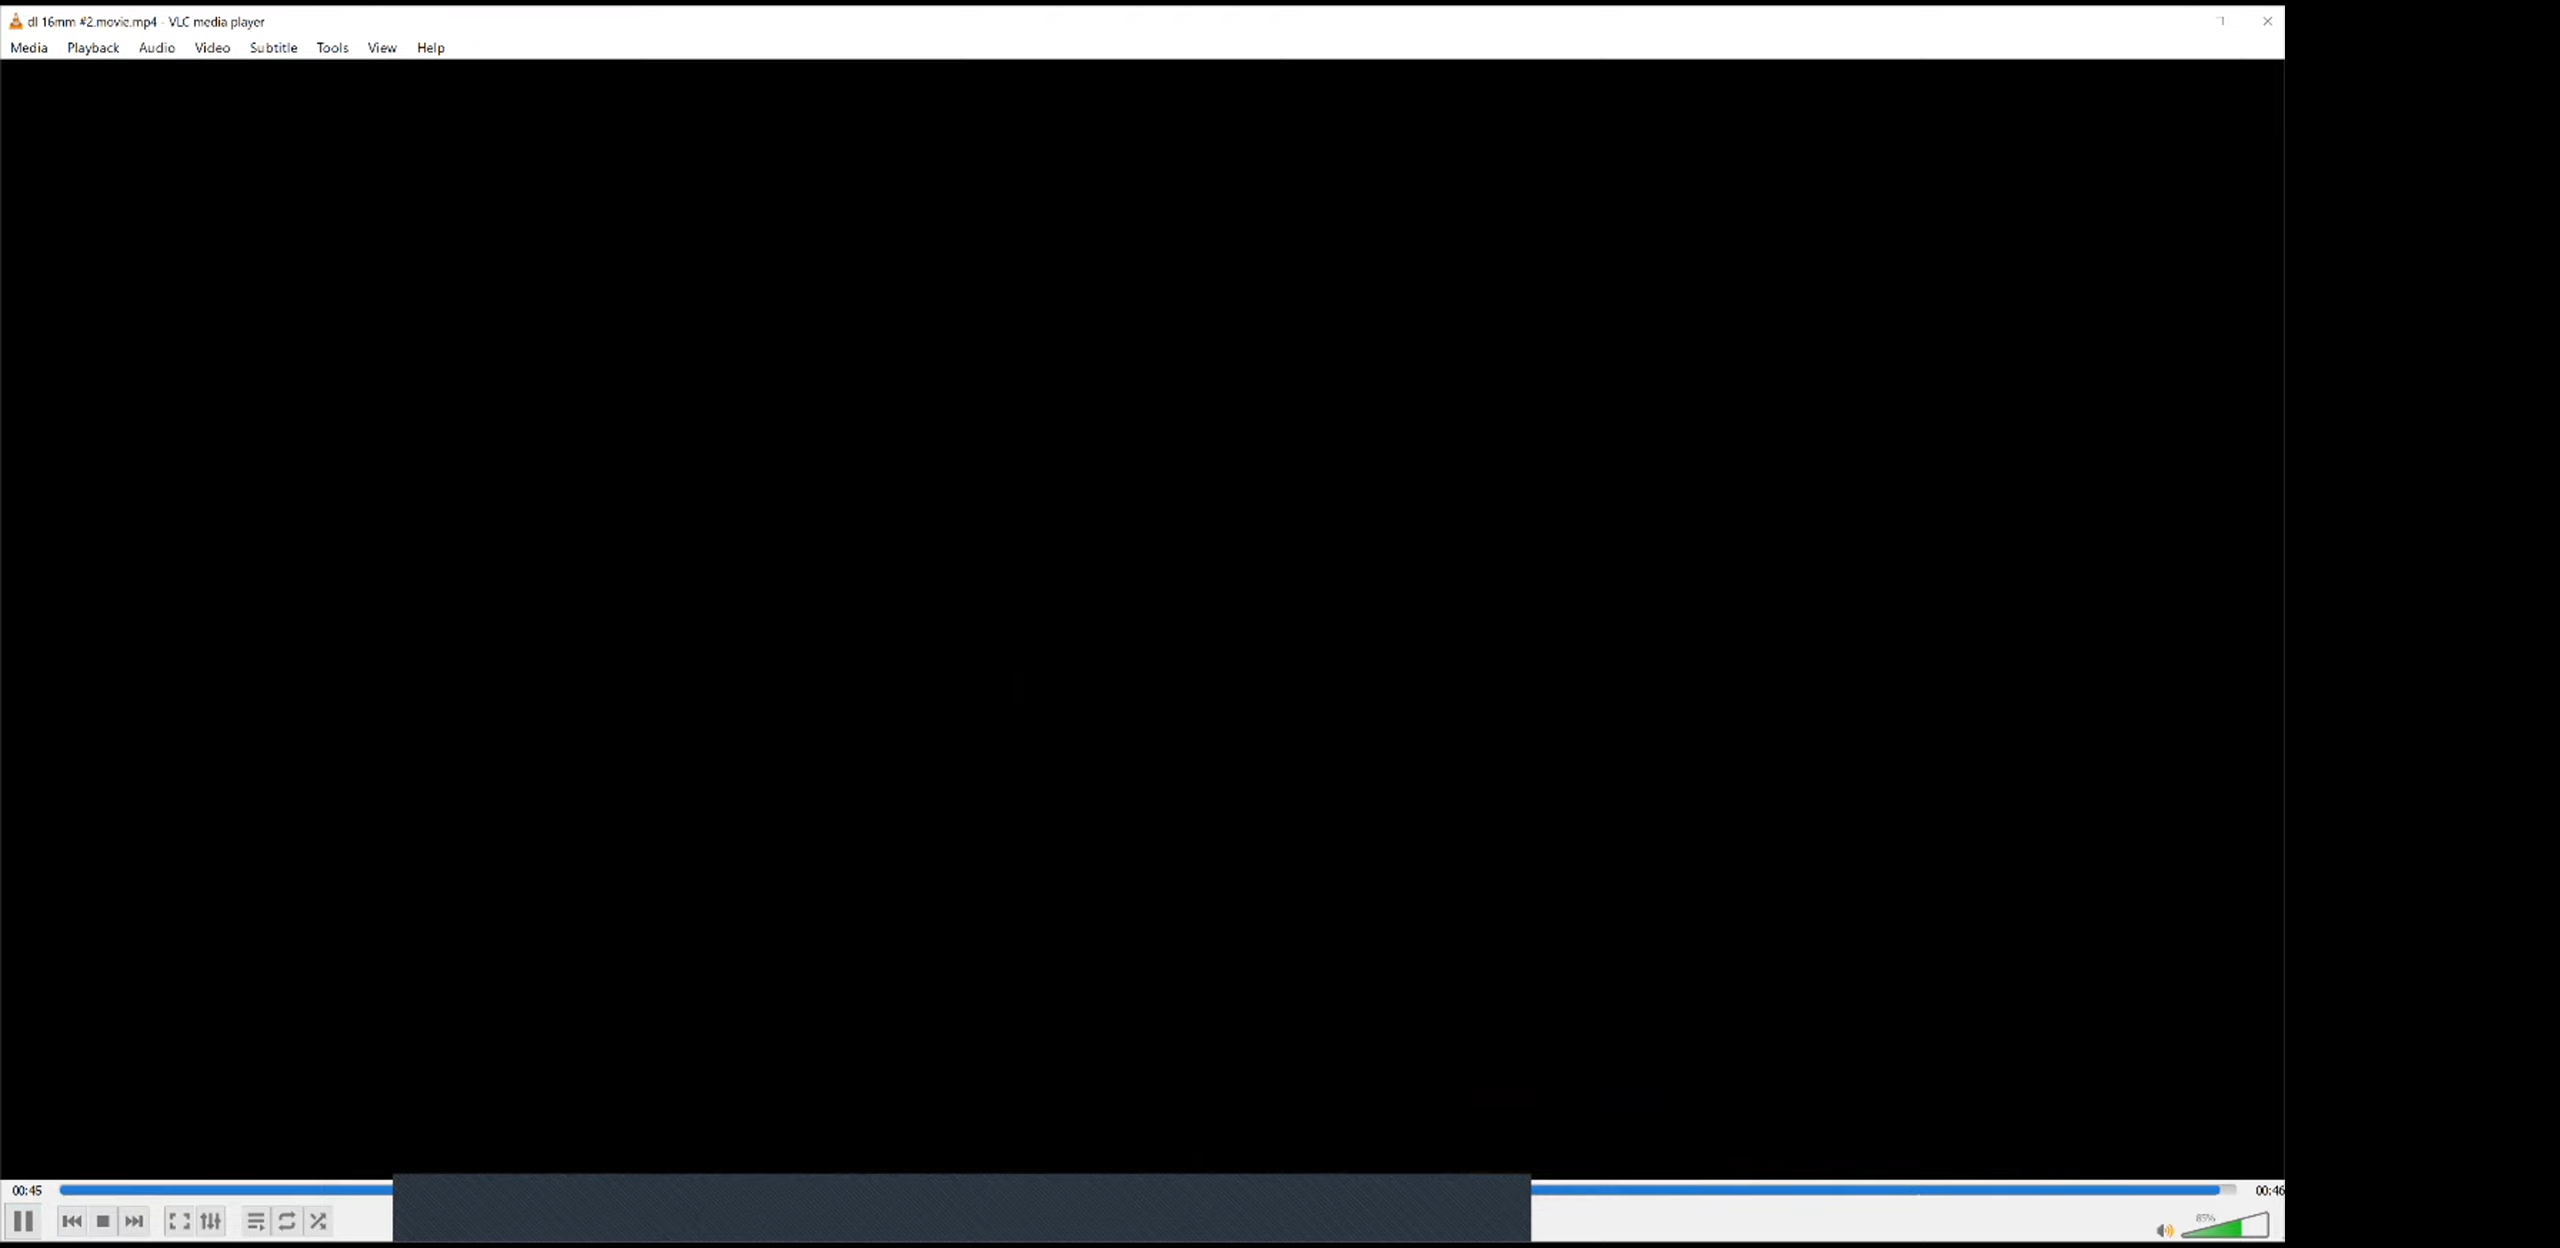 dl 16mm #2.movie.mp4 - VLC media player
Media Playback Audio Video Subtitle Tools View Help
00:45 00:46
85%